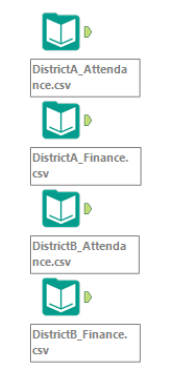 DistrictA_Attenda
nce.csv
DistrictA_Finance.
csv
DistrictB_Attenda
nce.csv
DistrictB_Finance.
csv